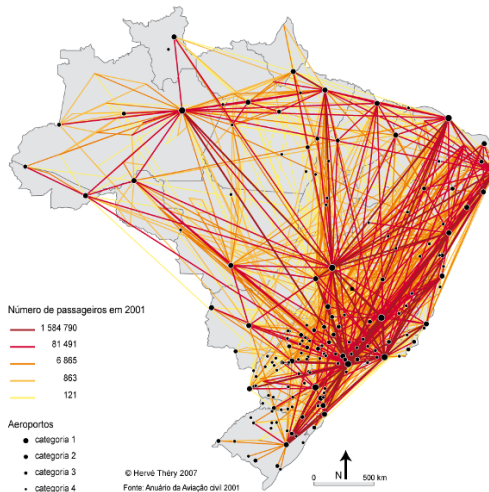 Número de passageiros em 2001
1 584 790
81 491
6 865
863
121
Aeroportos
categoria 1
categoria 2
categoria 3
categoria 4
© Hervé Théry 2007
Fonte: Anuário da Aviação civil 2001
N
0 500 km